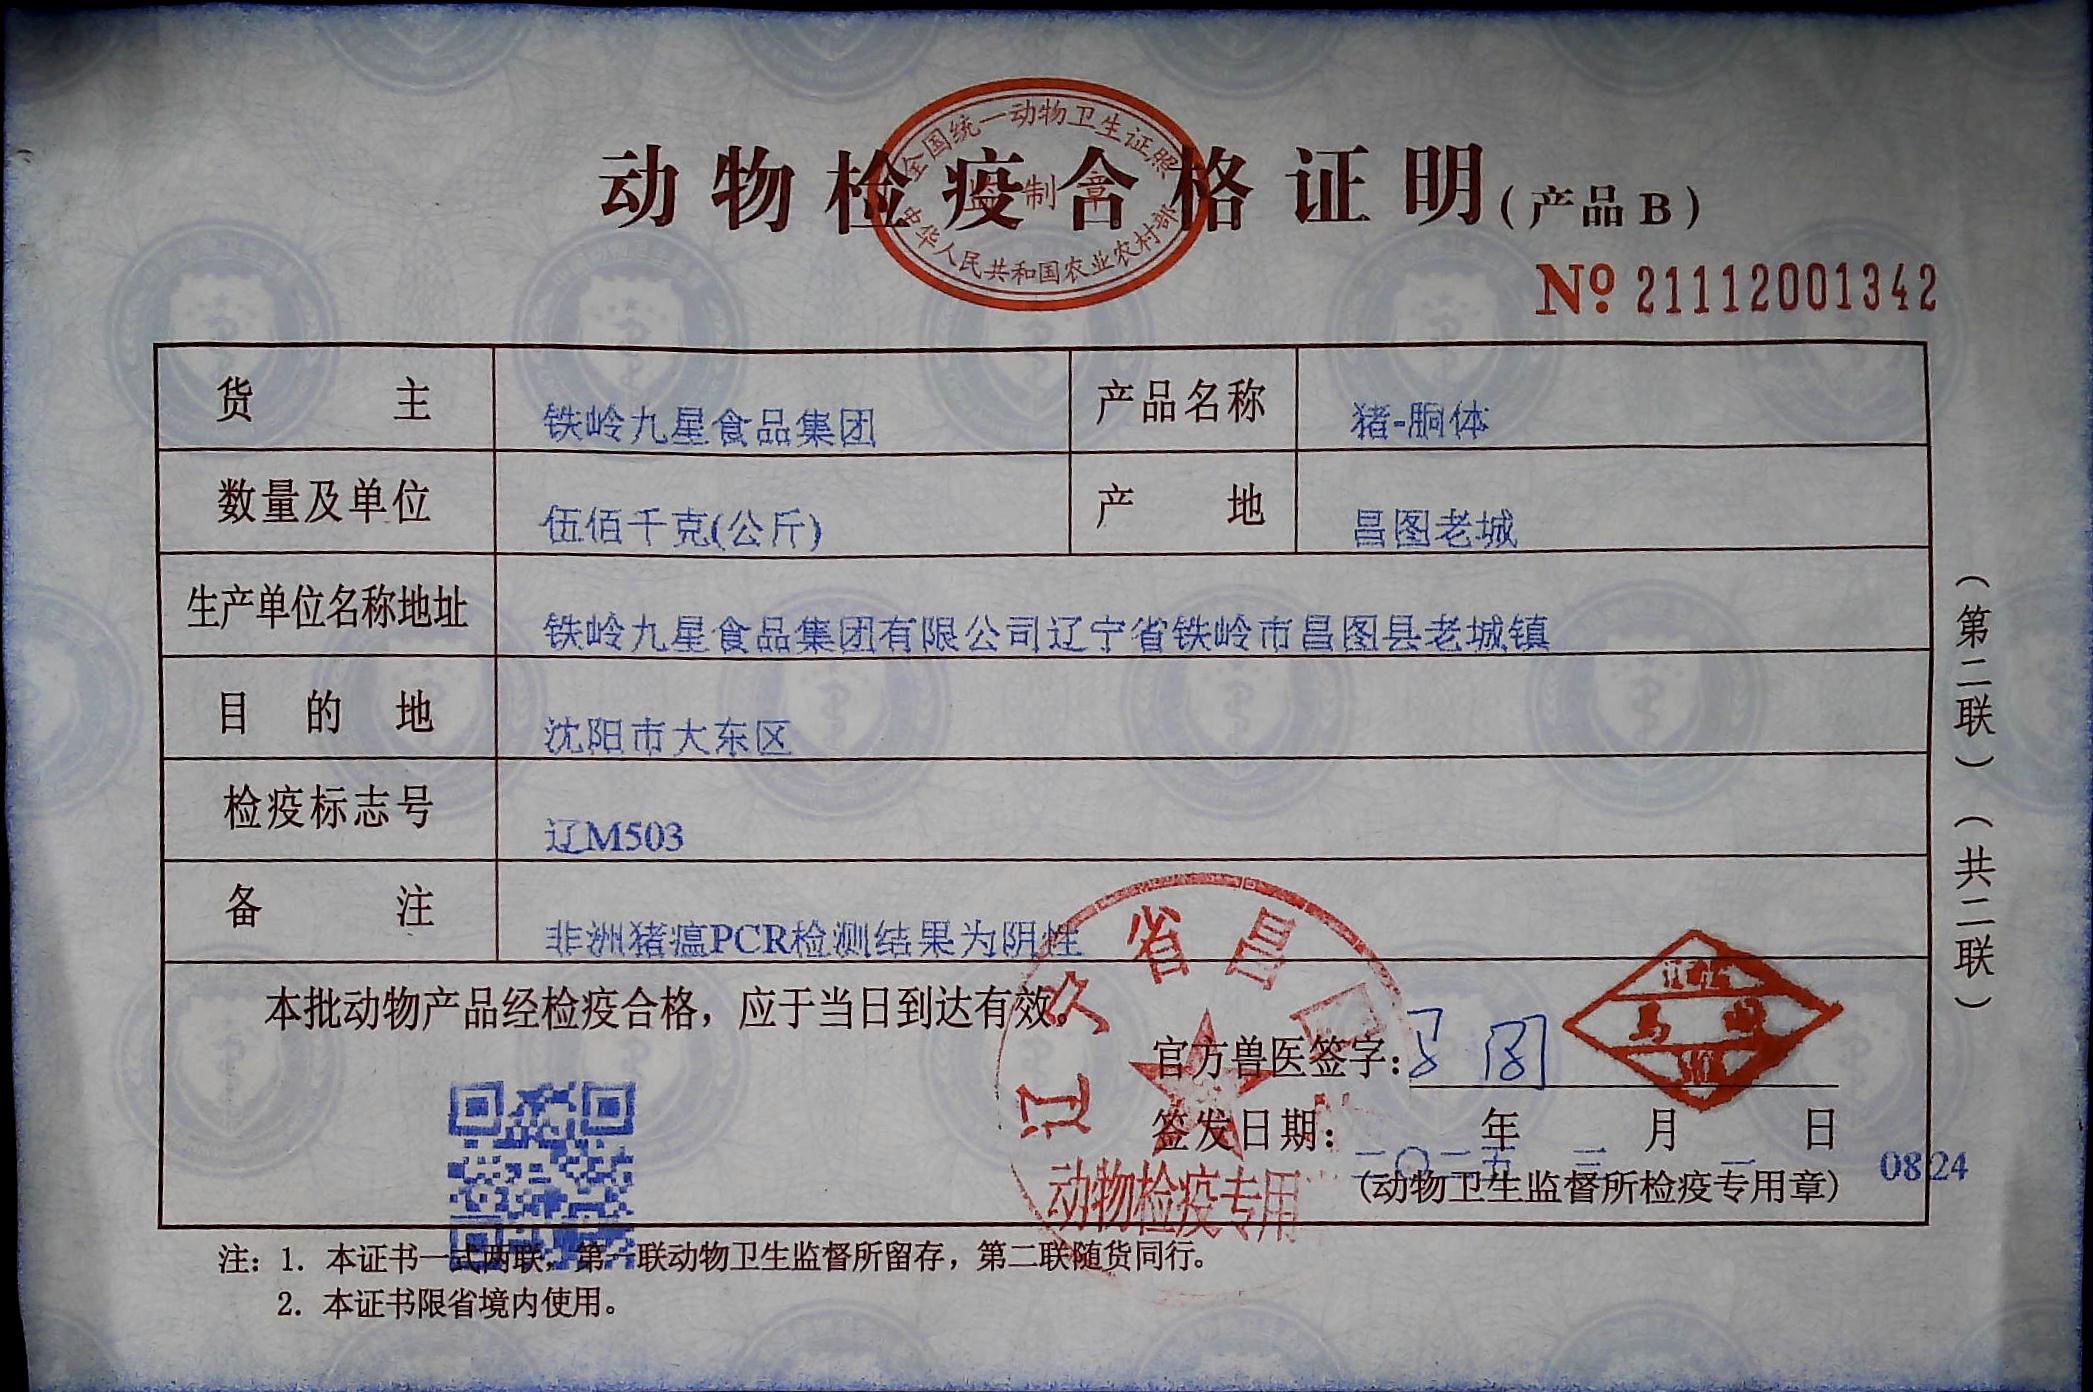 动物检疫合格证明(产品B)
全国统一动物卫生证照
监制章
中华人民共和国农业农村部
№ 21112001342
货主 铁岭九星食品集团 产品名称 猪-胴体
数量及单位 伍佰千克(公斤) 产地 昌图老城
生产单位名称地址 铁岭九星食品集团有限公司辽宁省铁岭市昌图县老城镇
目的地 沈阳市大东区
检疫标志号 辽M503
备注 非洲猪瘟PCR检测结果为阴性
本批动物产品经检疫合格，应于当日到达有效。
官方兽医签字：
签发日期： 年 月 日
0824
(动物卫生监督所检疫专用章)
省昌
动物检疫专用
注：1. 本证书一式两联，第一联动物卫生监督所留存，第二联随货同行。
2. 本证书限省境内使用。
（第二联）（共二联）